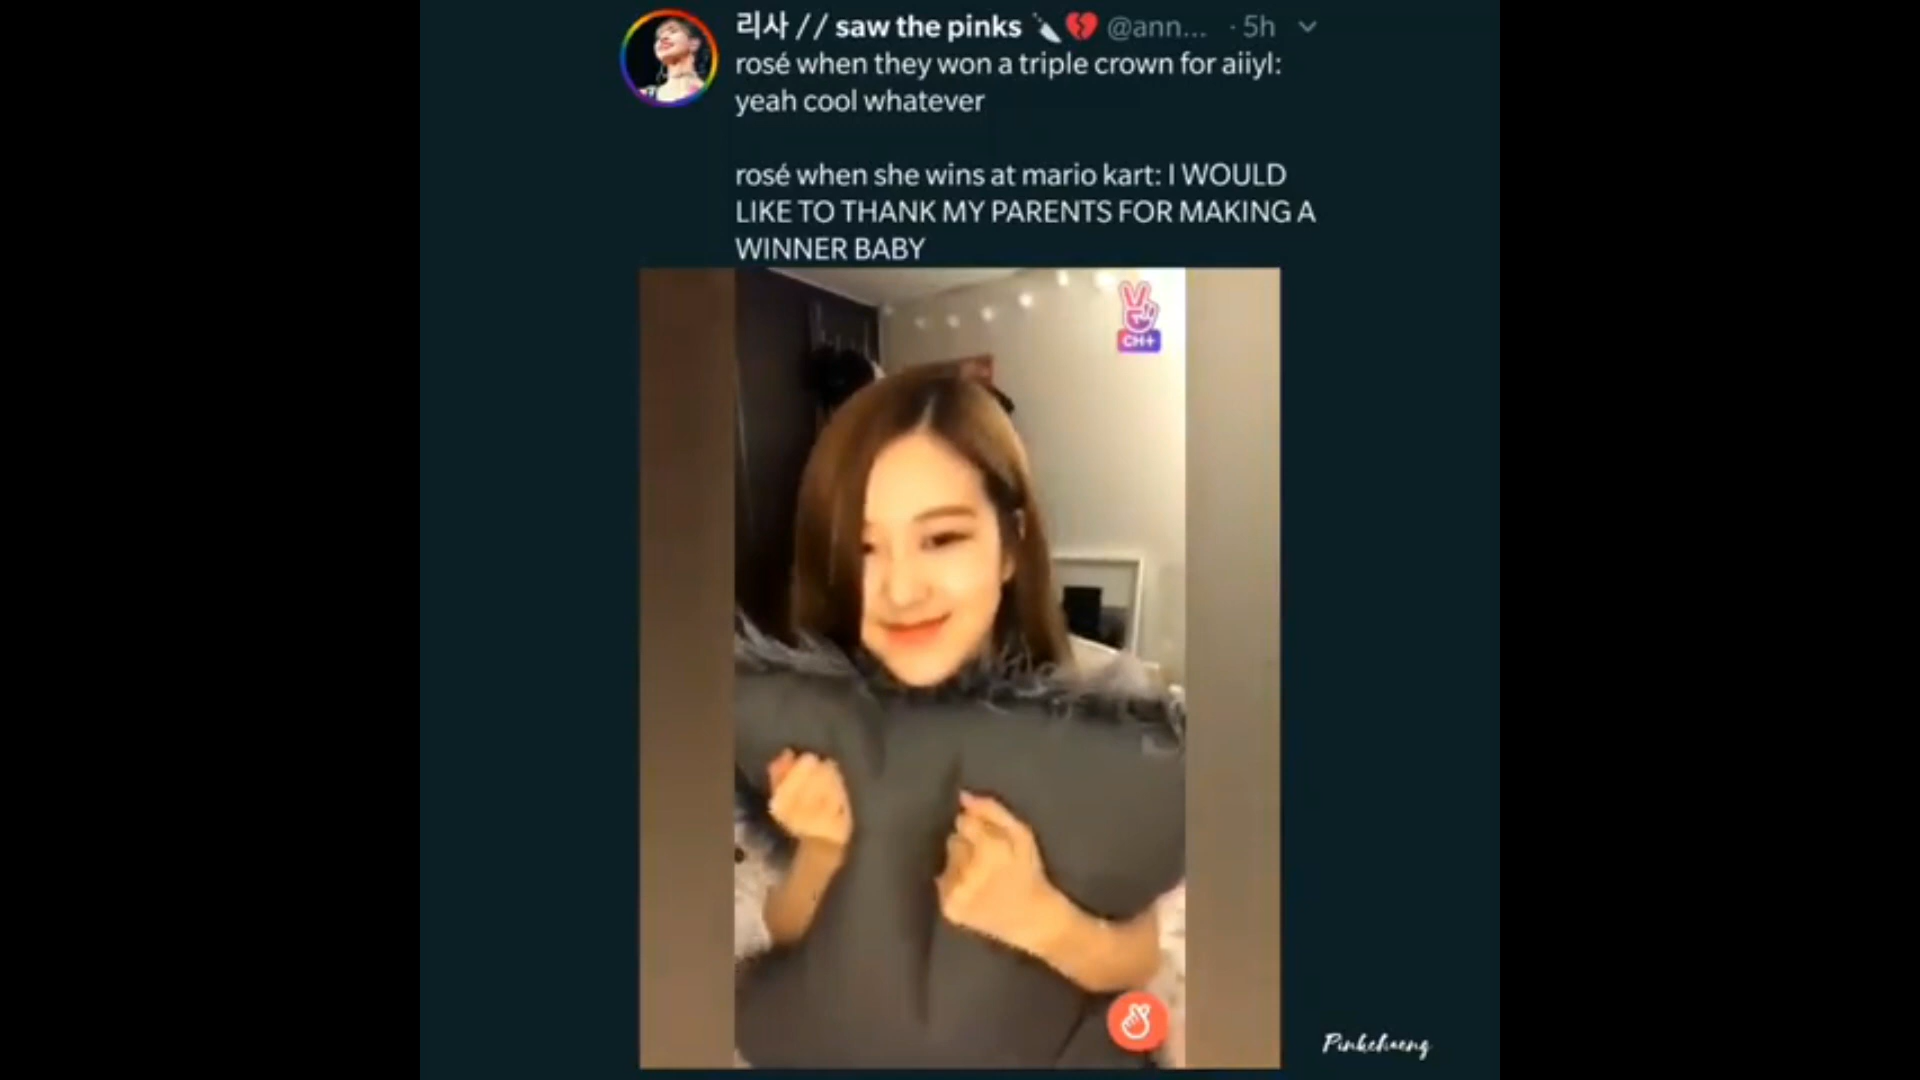 리사 // saw the pinks 🔪💔 @ann... · 5h
rosé when they won a triple crown for aiiyl:
yeah cool whatever
rosé when she wins at mario kart: I WOULD
LIKE TO THANK MY PARENTS FOR MAKING A
WINNER BABY
V
CH+
Pinkchaeng